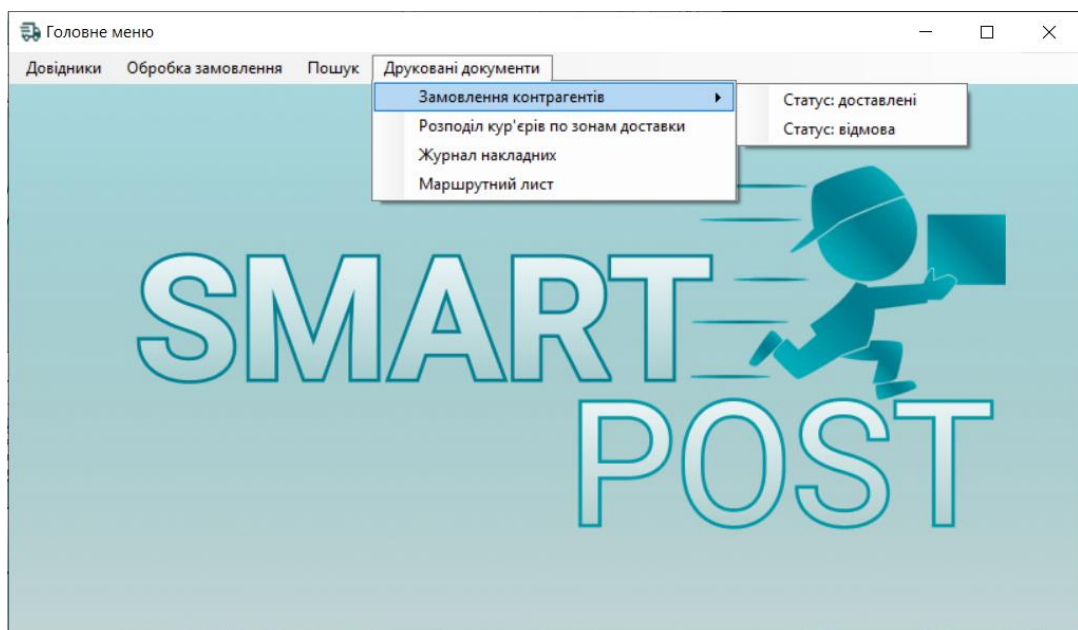 Головне меню
Довідники Обробка замовлення Пошук Друковані документи
Замовлення контрагентів
Статус: доставлені
Розподіл кур'єрів по зонам доставки
Статус: відмова
Журнал накладних
Маршрутний лист
SMART
POST